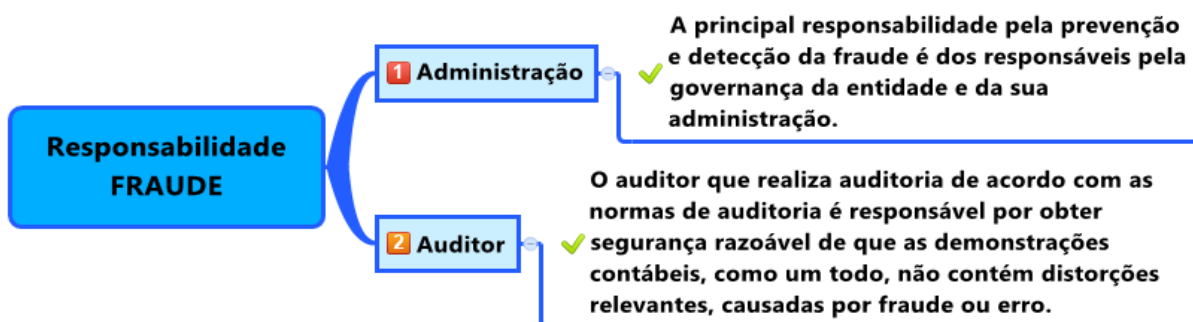 Responsabilidade
FRAUDE
1 Administração
A principal responsabilidade pela prevenção
e detecção da fraude é dos responsáveis pela
governança da entidade e da sua
administração.
2 Auditor
O auditor que realiza auditoria de acordo com as
normas de auditoria é responsável por obter
segurança razoável de que as demonstrações
contábeis, como um todo, não contém distorções
relevantes, causadas por fraude ou erro.